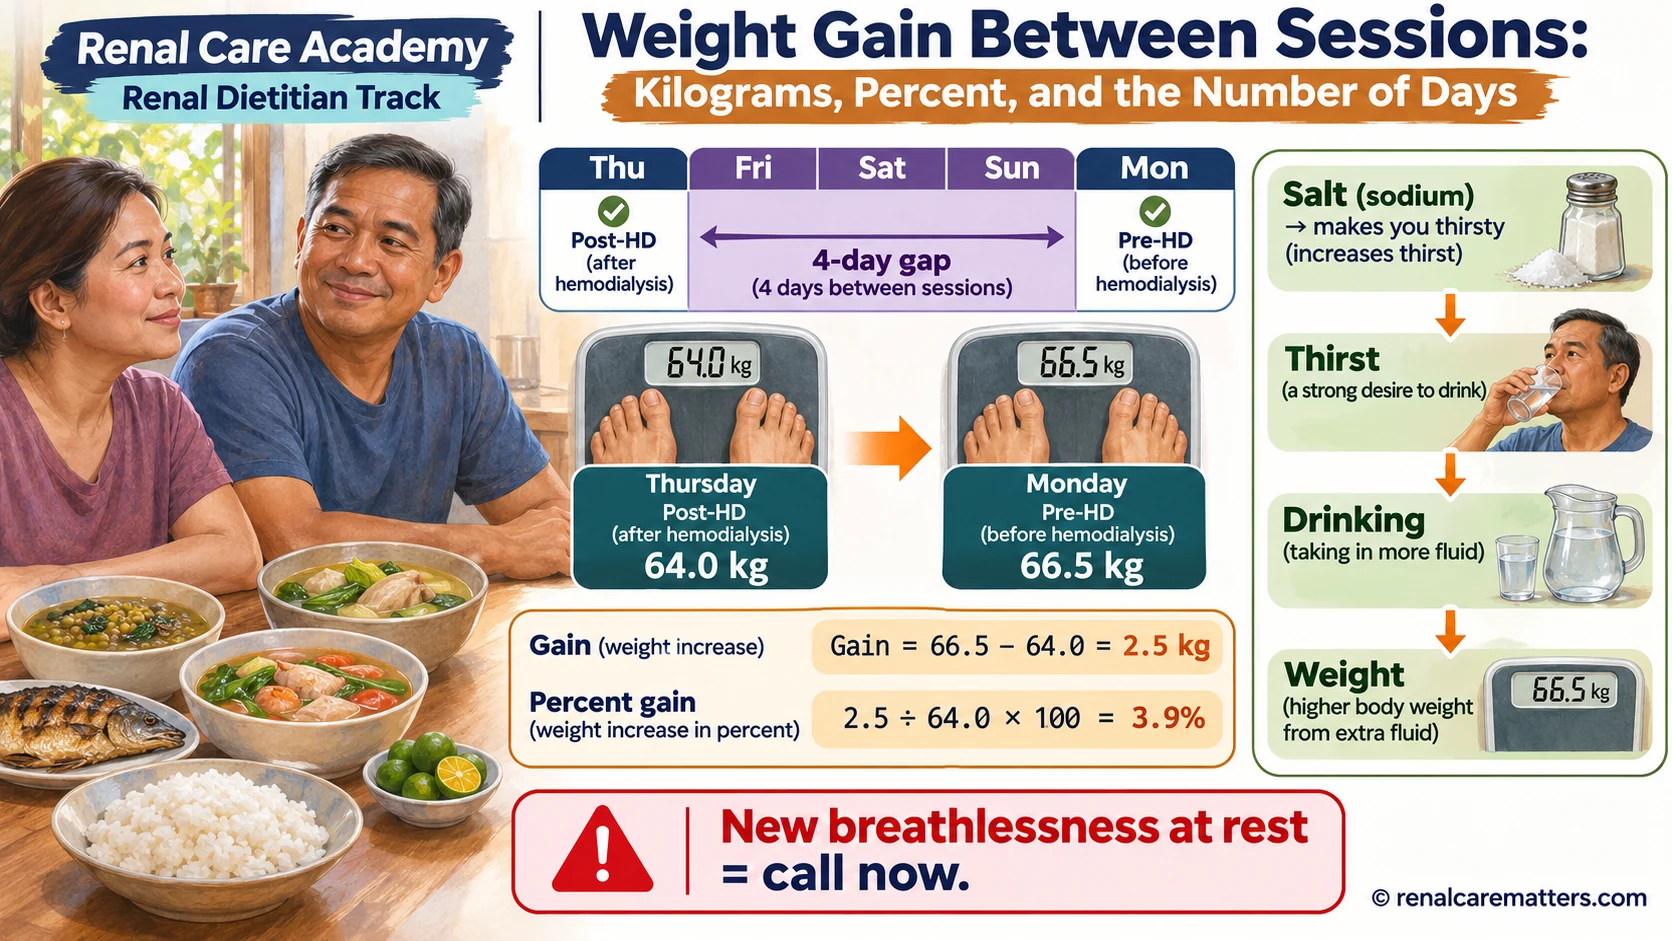 Renal Care Academy
Renal Dietitian Track
Weight Gain Between Sessions:
Kilograms, Percent, and the Number of Days
Thu
Fri
Sat
Sun
Mon
Post-HD
(after
hemodialysis)
4-day gap
(4 days between sessions)
Pre-HD
(before
hemodialysis)
64.0 kg
66.5 kg
Thursday
Post-HD
(after hemodialysis)
64.0 kg
Monday
Pre-HD
(before hemodialysis)
66.5 kg
Gain (weight increase)
Gain = 66.5 – 64.0 = 2.5 kg
Percent gain
(weight increase in percent)
2.5 ÷ 64.0 × 100 = 3.9%
Salt (sodium)
→ makes you thirsty
(increases thirst)
Thirst
(a strong desire to drink)
Drinking
(taking in more fluid)
Weight
(higher body weight
from extra fluid)
66.5 kg
New breathlessness at rest
= call now.
© renalcarematters.com